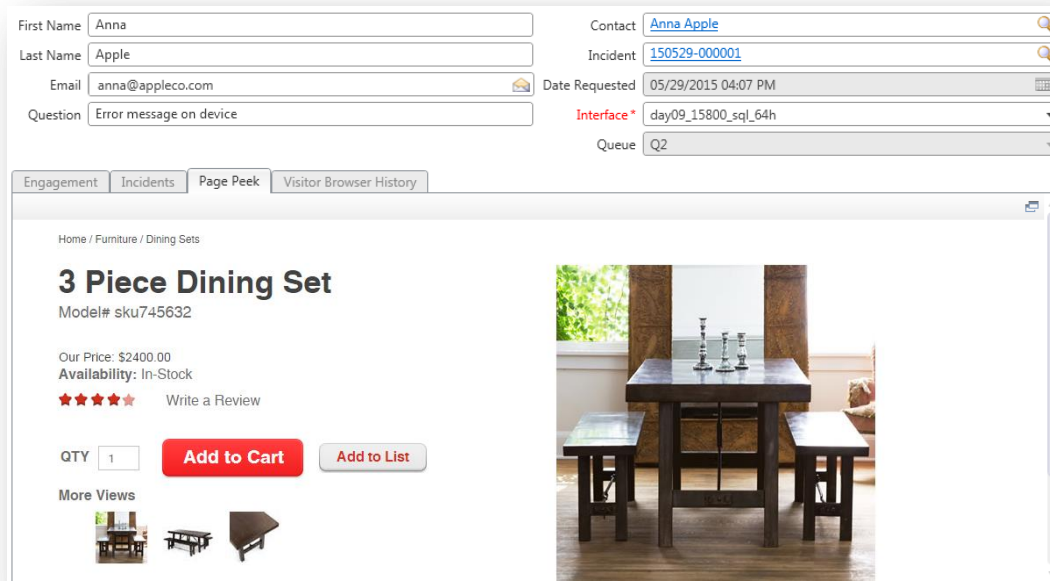 First Name Anna
Last Name Apple
Email anna@appleco.com
Question Error message on device
Contact Anna Apple
Incident 150529-000001
Date Requested 05/29/2015 04:07 PM
Interface* day09_15800_sql_64h
Queue Q2
Engagement Incidents Page Peek Visitor Browser History
Home / Furniture / Dining Sets
3 Piece Dining Set
Model# sku745632
Our Price: $2400.00
Availability: In-Stock
Write a Review
QTY 1 Add to Cart Add to List
More Views